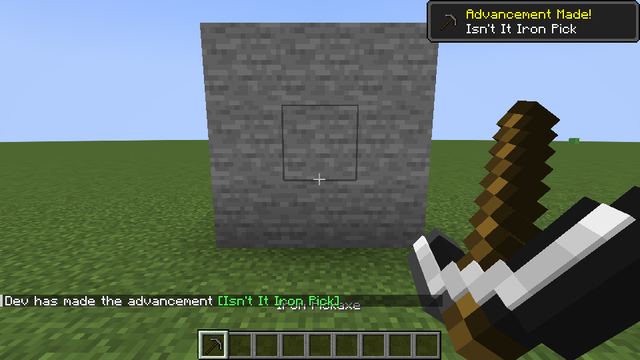 Advancement Made!
Isn't It Iron Pick
Dev has made the advancement [Isn't It Iron Pick]
Iron Pickaxe